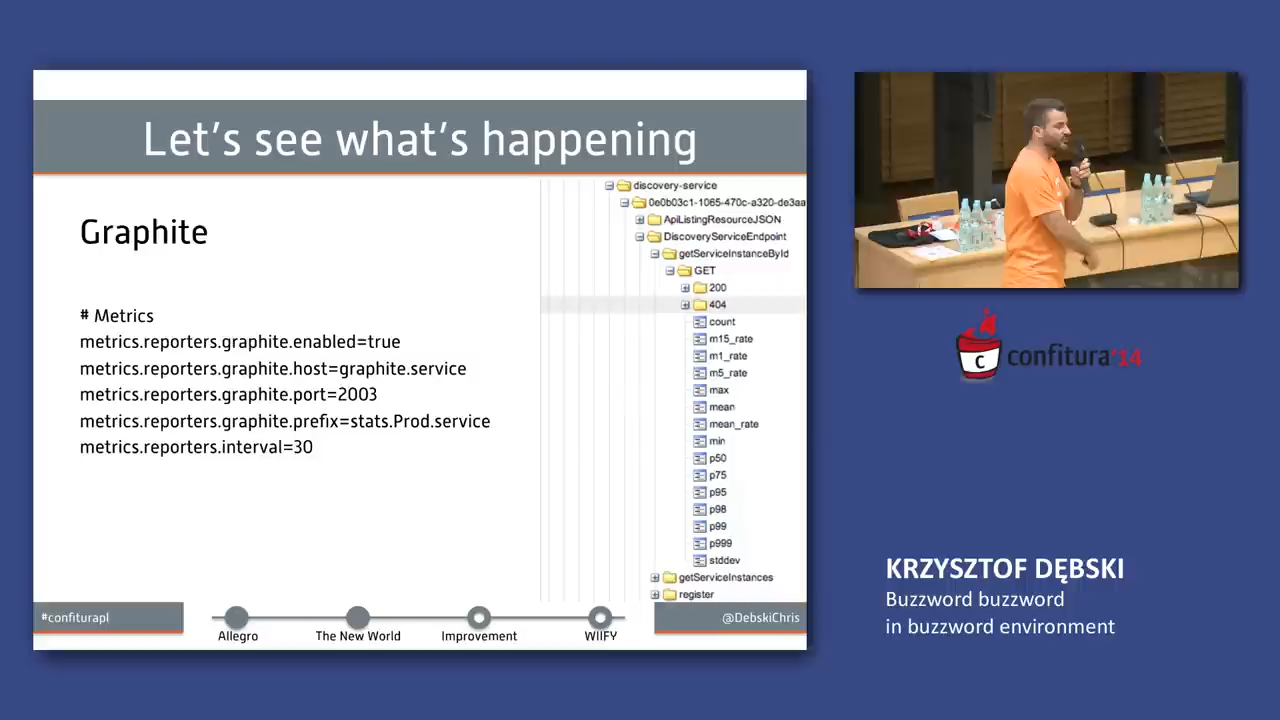 Let's see what's happening
Graphite
# Metrics
metrics.reporters.graphite.enabled=true
metrics.reporters.graphite.host=graphite.service
metrics.reporters.graphite.port=2003
metrics.reporters.graphite.prefix=stats.Prod.service
metrics.reporters.interval=30
discovery-service
0e0b03c1-1065-470c-a320-de3aa
ApiListingResourceJSON
DiscoveryServiceEndpoint
getServiceInstanceById
GET
200
404
count
m15_rate
m1_rate
m5_rate
max
mean
mean_rate
min
p50
p75
p95
p98
p99
p999
stddev
getServiceInstances
register
#confiturapl
Allegro
The New World
Improvement
WIIFY
@DebskiChris
C
confitura'14
KRZYSZTOF DĘBSKI
Buzzword buzzword
in buzzword environment